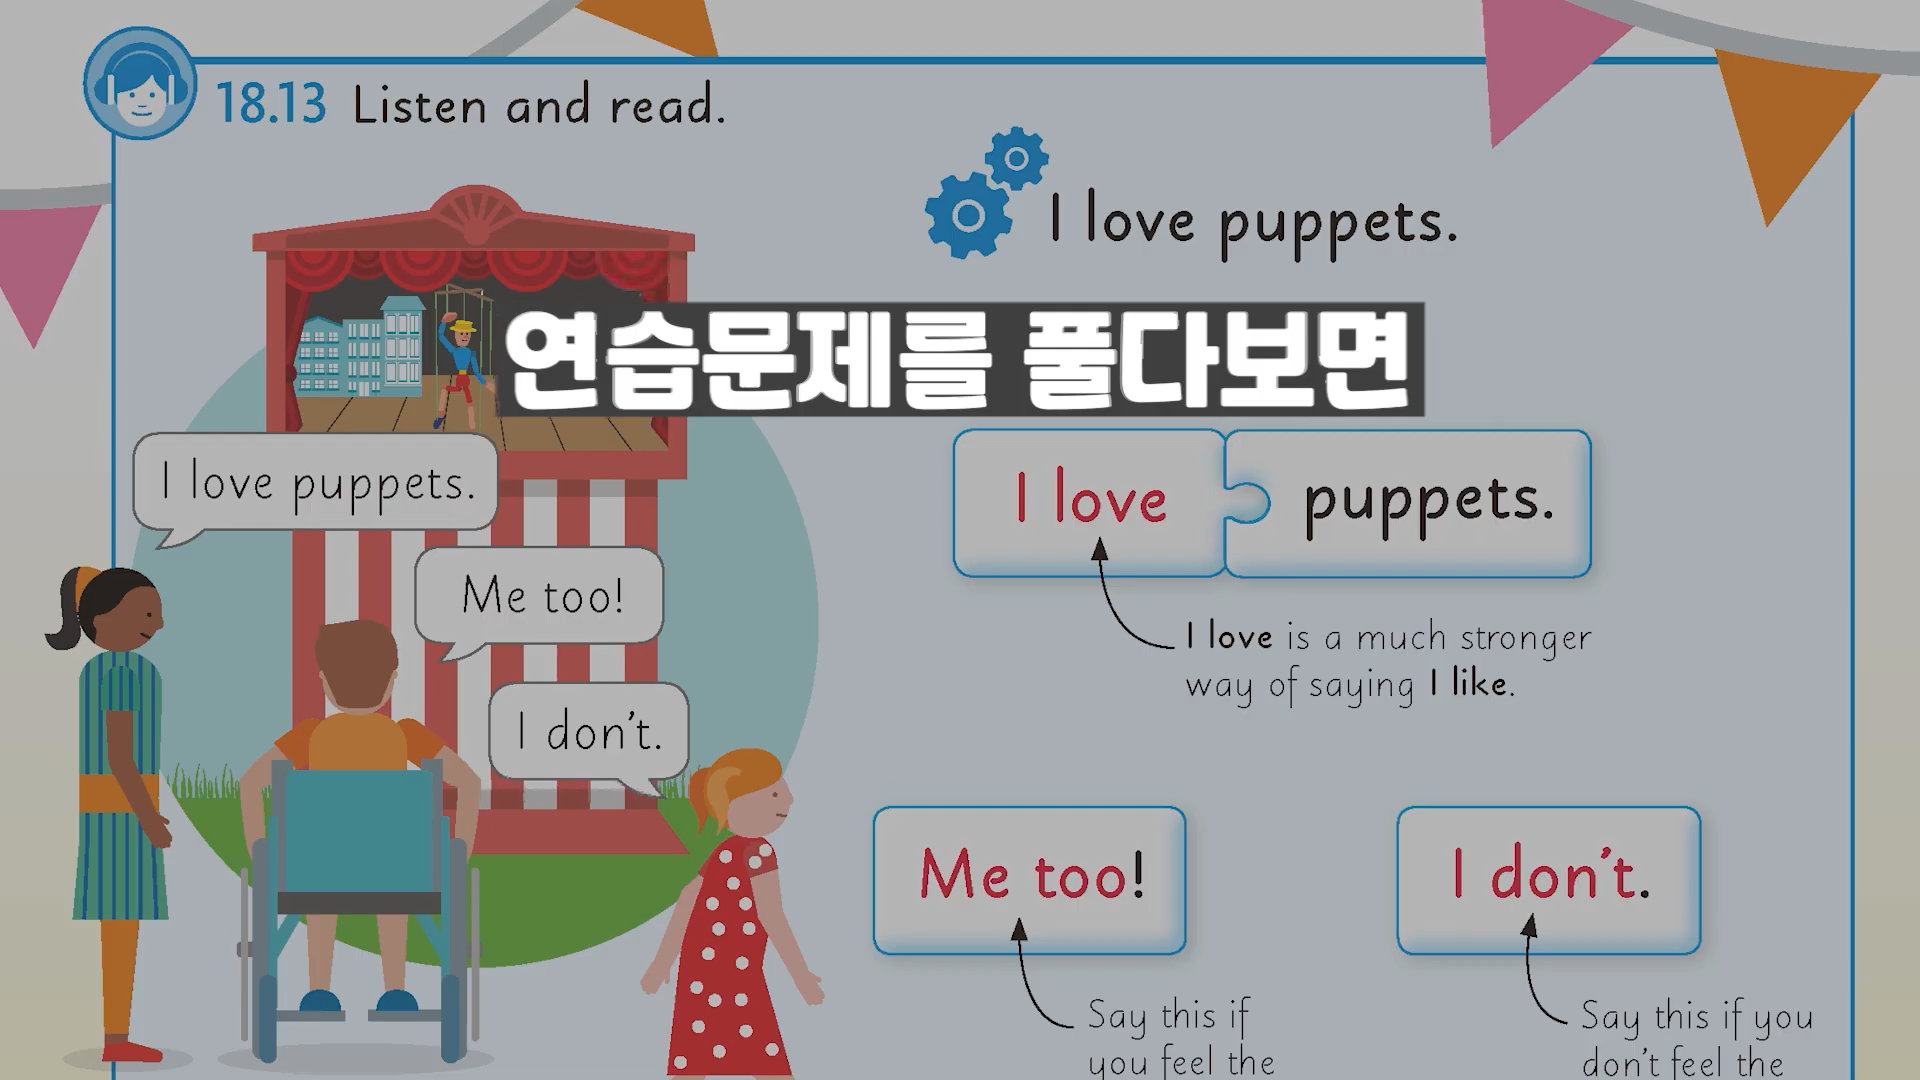 18.13 Listen and read.
I love puppets.
연습문제를 풀다보면
I love puppets.
Me too!
I don't.
I love puppets.
I love is a much stronger
way of saying I like.
Me too!
Say this if
you feel the
I don't.
Say this if you
don't feel the